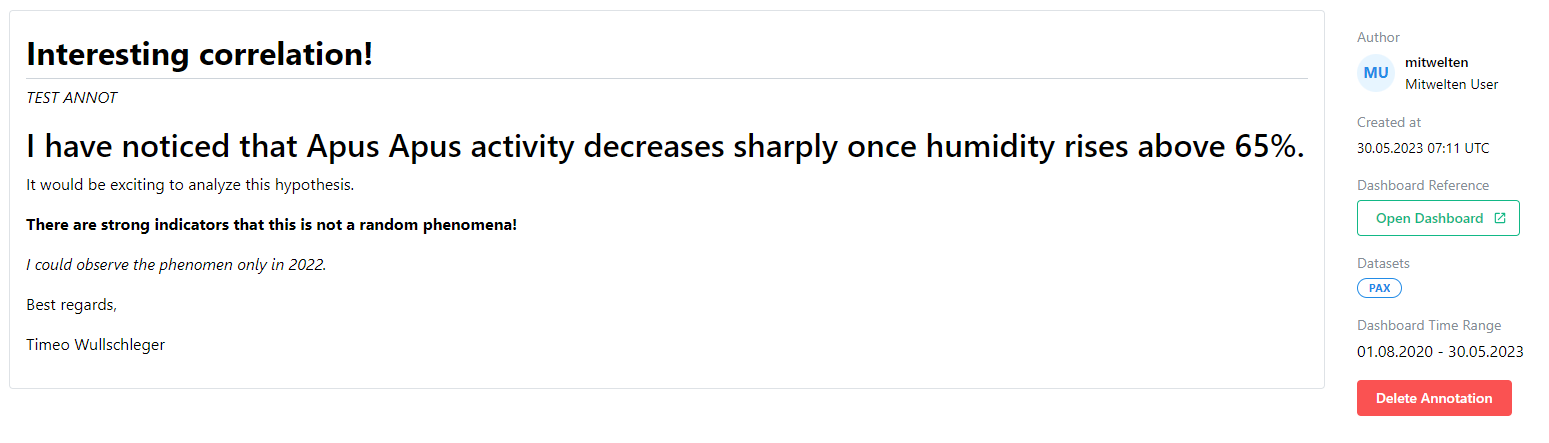 Interesting correlation!
TEST ANNOT
I have noticed that Apus Apus activity decreases sharply once humidity rises above 65%.
It would be exciting to analyze this hypothesis.
There are strong indicators that this is not a random phenomena!
I could observe the phenomen only in 2022.
Best regards,
Timeo Wullschleger
Author
MU
mitwelten
Mitwelten User
Created at
30.05.2023 07:11 UTC
Dashboard Reference
Open Dashboard
Datasets
PAX
Dashboard Time Range
01.08.2020 - 30.05.2023
Delete Annotation